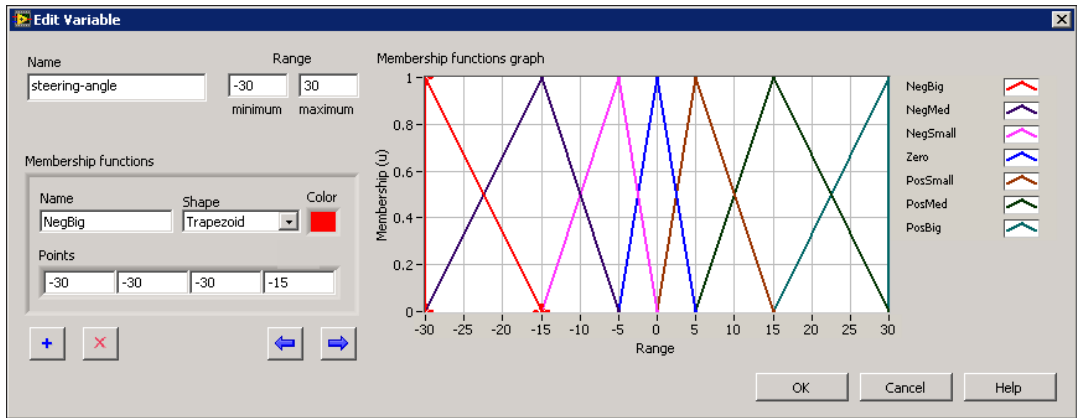 Edit Variable
Name
steering-angle
Range
-30
30
minimum
maximum
Membership functions
Name
Shape
Color
NegBig
Trapezoid
Points
-30
-30
-30
-15
Membership functions graph
Membership (u)
1
0.8
0.6
0.4
0.2
0
-30 -25 -20 -15 -10 -5 0 5 10 15 20 25 30
Range
NegBig
NegMed
NegSmall
Zero
PosSmall
PosMed
PosBig
OK
Cancel
Help